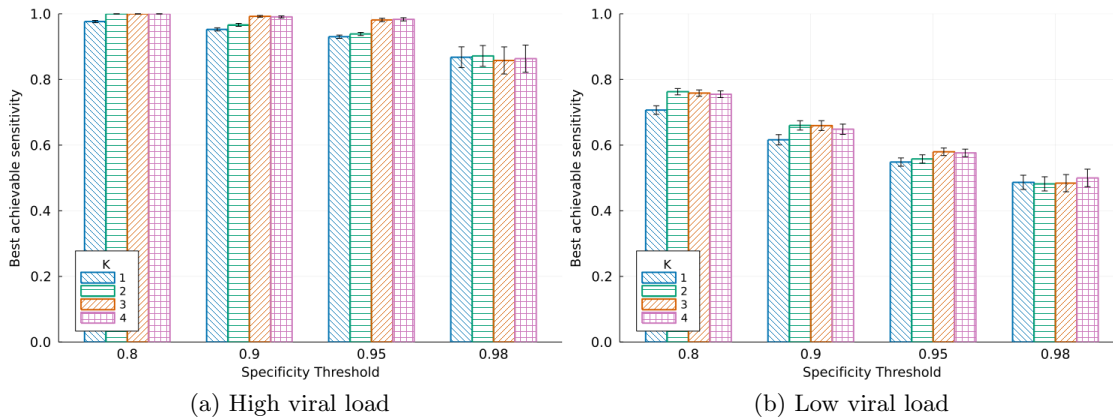 Best achievable sensitivity
1.0
0.8
0.6
0.4
0.2
0.0
K
1
2
3
4
0.8 0.9 0.95 0.98
Specificity Threshold
(a) High viral load
Best achievable sensitivity
1.0
0.8
0.6
0.4
0.2
0.0
K
1
2
3
4
0.8 0.9 0.95 0.98
Specificity Threshold
(b) Low viral load